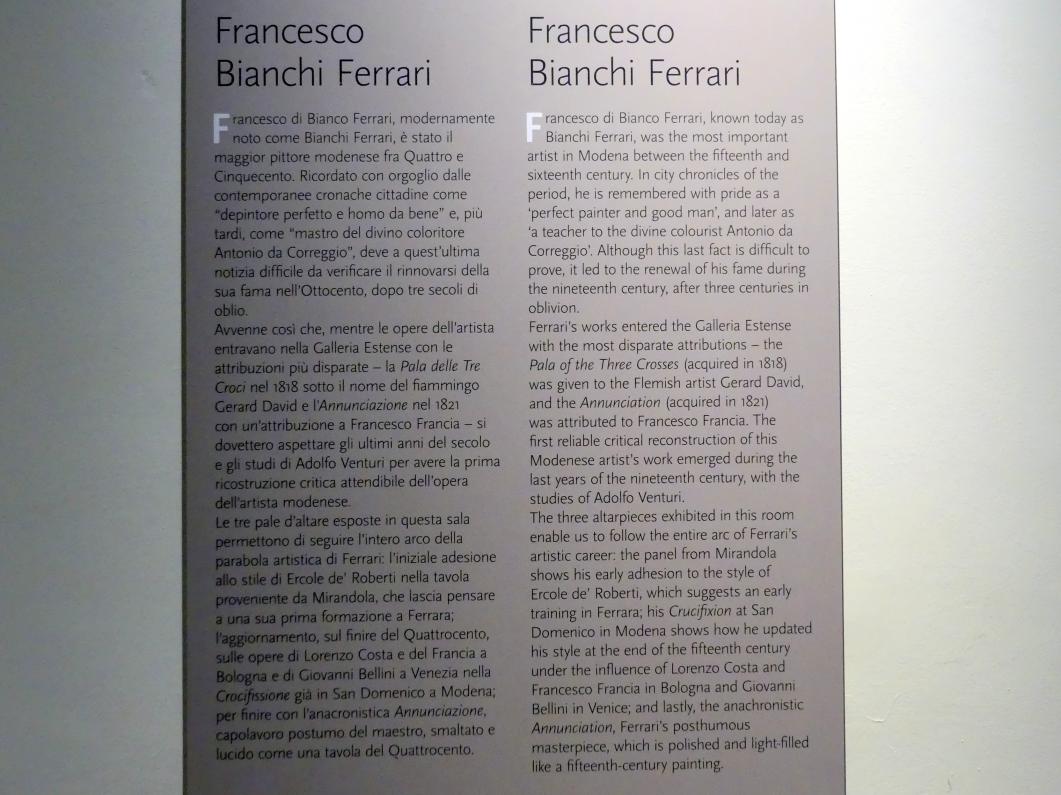 Francesco
Bianchi Ferrari
Francesco di Bianco Ferrari, modernamente
noto come Bianchi Ferrari, è stato il
maggior pittore modenese fra Quattro e
Cinquecento. Ricordato con orgoglio dalle
contemporanee cronache cittadine come
“depintore perfetto e homo da bene” e, più
tardi, come “mastro del divino coloritore
Antonio da Correggio”, deve a quest’ultima
notizia difficile da verificare il rinnovarsi della
sua fama nell’Ottocento, dopo tre secoli di
oblio.
Avvenne così che, mentre le opere dell’artista
entravano nella Galleria Estense con le
attribuzioni più disparate – la Pala delle Tre
Croci nel 1818 sotto il nome del fiammingo
Gerard David e l’Annunciazione nel 1821
con un’attribuzione a Francesco Francia – si
dovettero aspettare gli ultimi anni del secolo
e gli studi di Adolfo Venturi per avere la prima
ricostruzione critica attendibile dell’opera
dell’artista modenese.
Le tre pale d’altare esposte in questa sala
permettono di seguire l’intero arco della
parabola artistica di Ferrari: l’iniziale adesione
allo stile di Ercole de’ Roberti nella tavola
proveniente da Mirandola, che lascia pensare
a una sua prima formazione a Ferrara;
l’aggiornamento, sul finire del Quattrocento,
sulle opere di Lorenzo Costa e del Francia a
Bologna e di Giovanni Bellini a Venezia nella
Crocifissione già in San Domenico a Modena;
per finire con l’anacronistica Annunciazione,
capolavoro postumo del maestro, smaltato e
lucido come una tavola del Quattrocento.
Francesco
Bianchi Ferrari
Francesco di Bianco Ferrari, known today as
Bianchi Ferrari, was the most important
artist in Modena between the fifteenth and
sixteenth century. In city chronicles of the
period, he is remembered with pride as a
‘perfect painter and good man’, and later as
‘a teacher to the divine colourist Antonio da
Correggio’. Although this last fact is difficult to
prove, it led to the renewal of his fame during
the nineteenth century, after three centuries in
oblivion.
Ferrari’s works entered the Galleria Estense
with the most disparate attributions – the
Pala of the Three Crosses (acquired in 1818)
was given to the Flemish artist Gerard David,
and the Annunciation (acquired in 1821)
was attributed to Francesco Francia. The
first reliable critical reconstruction of this
Modenese artist’s work emerged during the
last years of the nineteenth century, with the
studies of Adolfo Venturi.
The three altarpieces exhibited in this room
enable us to follow the entire arc of Ferrari’s
artistic career: the panel from Mirandola
shows his early adhesion to the style of
Ercole de’ Roberti, which suggests an early
training in Ferrara; his Crucifixion at San
Domenico in Modena shows how he updated
his style at the end of the fifteenth century
under the influence of Lorenzo Costa and
Francesco Francia in Bologna and Giovanni
Bellini in Venice; and lastly, the anachronistic
Annunciation, Ferrari’s posthumous
masterpiece, which is polished and light-filled
like a fifteenth-century painting.